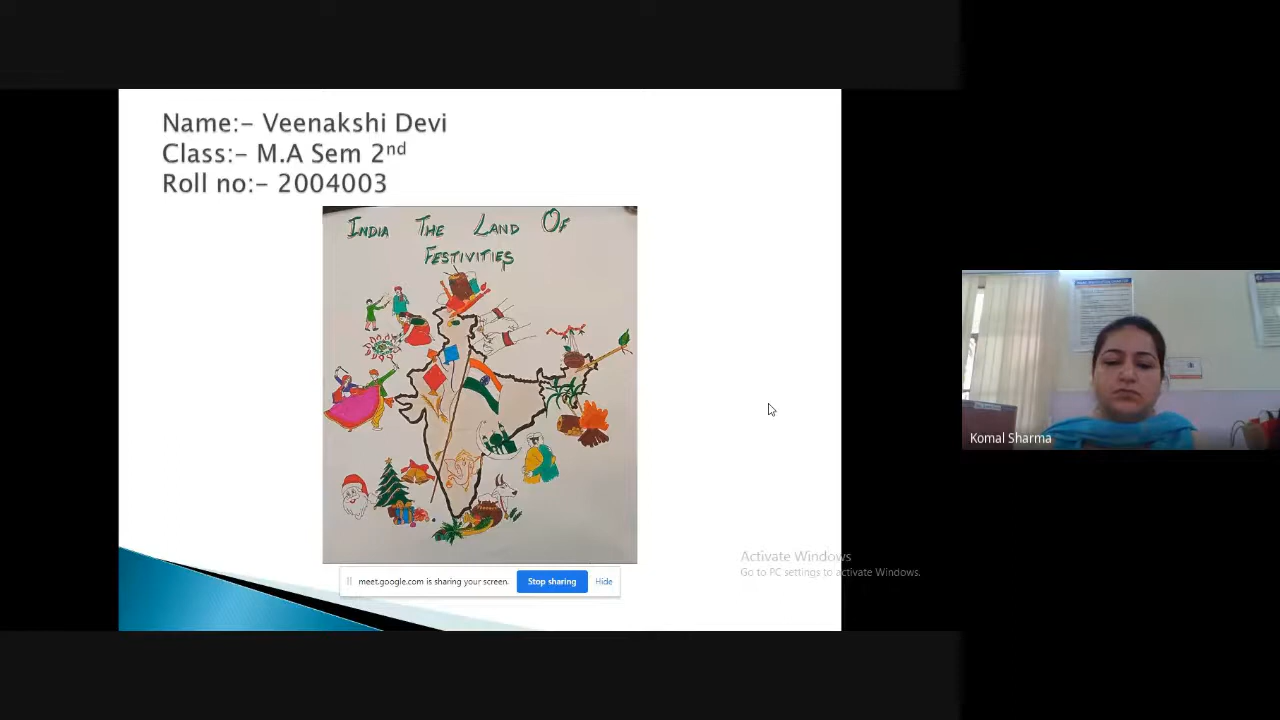 Name:- Veenakshi Devi
Class:- M.A Sem 2nd
Roll no:- 2004003
INDIA THE LAND OF
FESTIVITIES
meet.google.com is sharing your screen. Stop sharing Hide
Komal Sharma
Activate Windows
Go to PC settings to activate Windows.